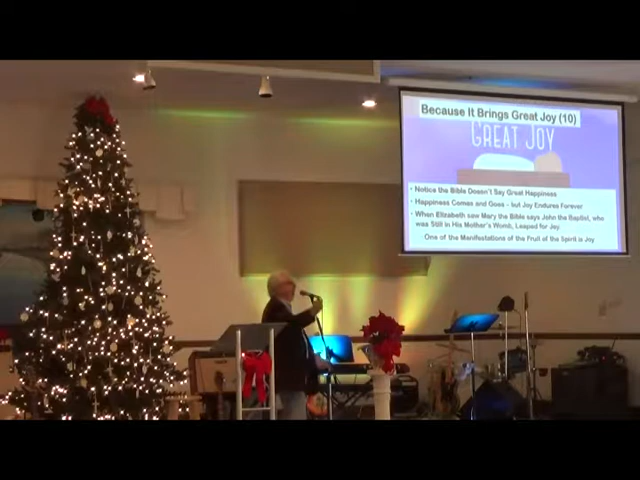 Because It Brings Great Joy (10)
GREAT JOY
• Notice the Bible Doesn't Say Great Happiness
• Happiness Comes and Goes - but Joy Endures Forever
• When Elizabeth saw Mary the Bible says John the Baptist, who
was Still in His Mother's Womb, Leaped for Joy.
One of the Manifestations of the Fruit of the Spirit is Joy